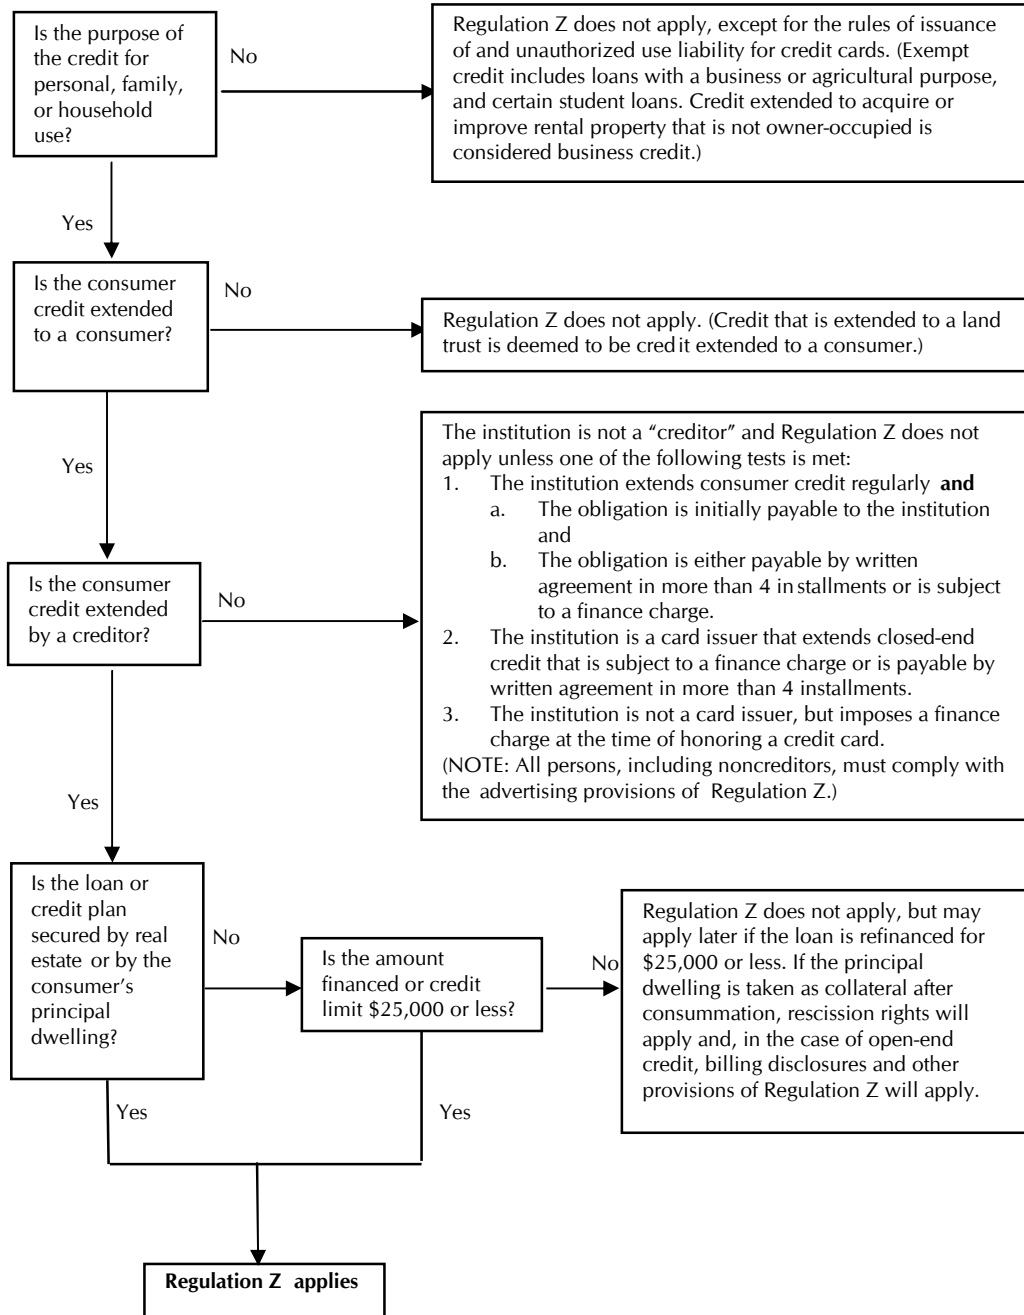 Is the purpose of
the credit for
personal, family,
or household
use?
No
Regulation Z does not apply, except for the rules of issuance
of and unauthorized use liability for credit cards. (Exempt
credit includes loans with a business or agricultural purpose,
and certain student loans. Credit extended to acquire or
improve rental property that is not owner-occupied is
considered business credit.)
Yes
Is the consumer
credit extended
to a consumer?
No
Regulation Z does not apply. (Credit that is extended to a land
trust is deemed to be credit extended to a consumer.)
Yes
Is the consumer
credit extended
by a creditor?
No
The institution is not a “creditor” and Regulation Z does not
apply unless one of the following tests is met:
1. The institution extends consumer credit regularly and
a. The obligation is initially payable to the institution
and
b. The obligation is either payable by written
agreement in more than 4 installments or is subject
to a finance charge.
2. The institution is a card issuer that extends closed-end
credit that is subject to a finance charge or is payable by
written agreement in more than 4 installments.
3. The institution is not a card issuer, but imposes a finance
charge at the time of honoring a credit card.
(NOTE: All persons, including noncreditors, must comply with
the advertising provisions of Regulation Z.)
Yes
Is the loan or
credit plan
secured by real
estate or by the
consumer’s
principal
dwelling?
No
Is the amount
financed or credit
limit $25,000 or less?
No
Regulation Z does not apply, but may
apply later if the loan is refinanced for
$25,000 or less. If the principal
dwelling is taken as collateral after
consummation, rescission rights will
apply and, in the case of open-end
credit, billing disclosures and other
provisions of Regulation Z will apply.
Yes
Yes
Regulation Z applies